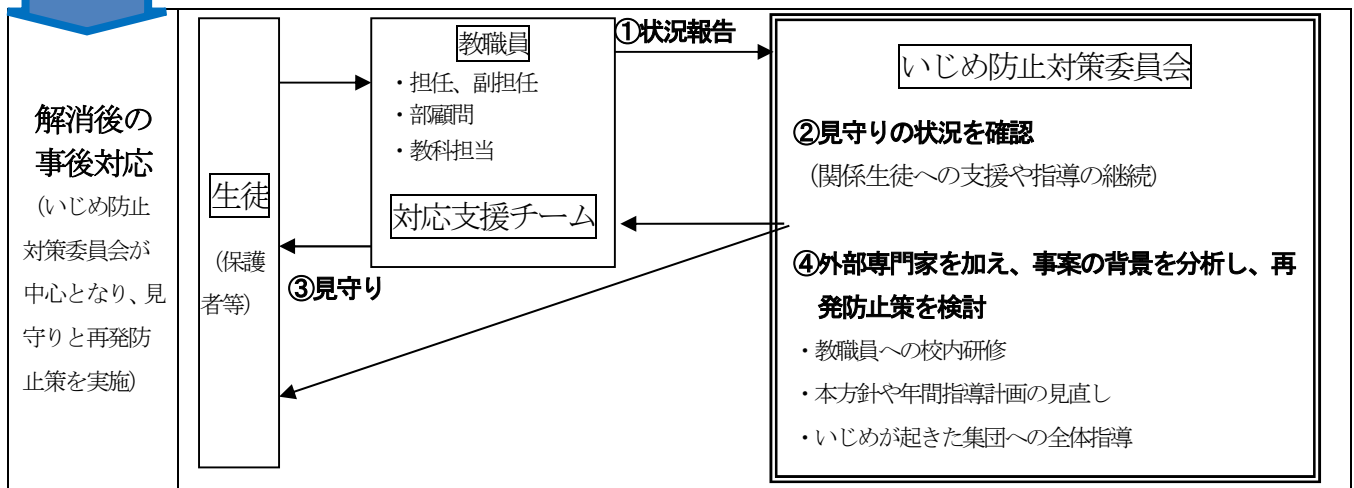 解消後の
事後対応
（いじめ防止
対策委員会が
中心となり、見
守りと再発防
止策を実施）
生徒
（保護
者等）
教職員
・担任、副担任
・部顧問
・教科担当
対応支援チーム
①状況報告
③見守り
いじめ防止対策委員会
②見守りの状況を確認
（関係生徒への支援や指導の継続）
④外部専門家を加え、事案の背景を分析し、再
発防止策を検討
・教職員への校内研修
・本方針や年間指導計画の見直し
・いじめが起きた集団への全体指導